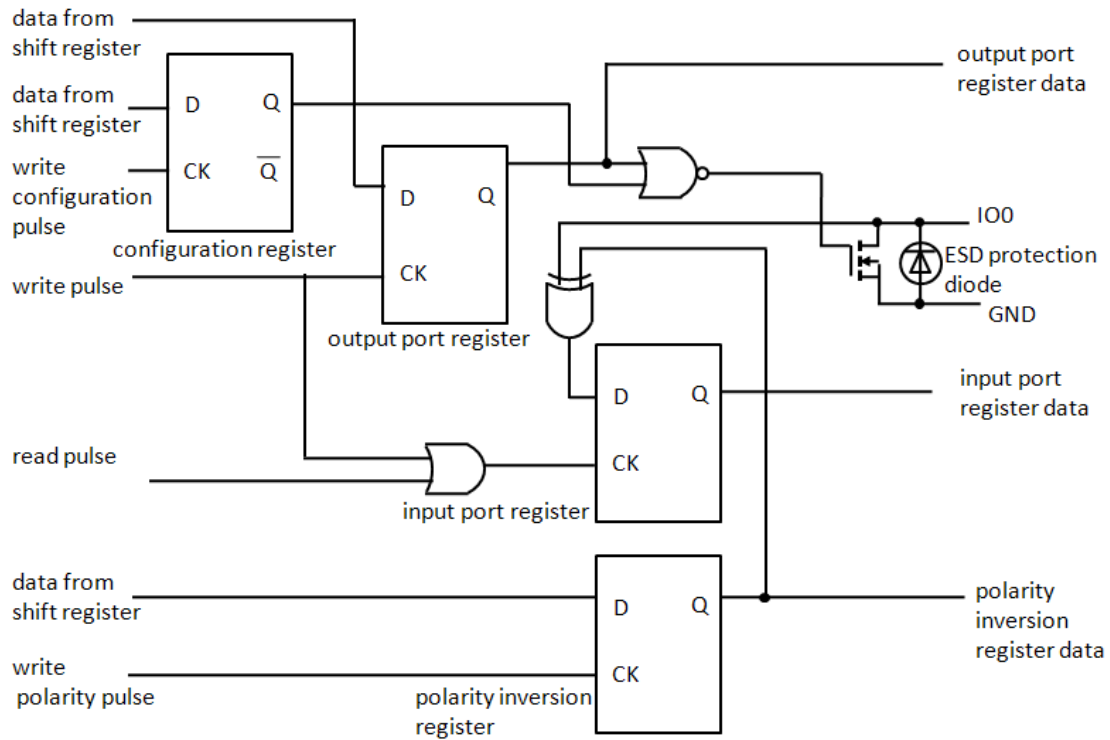 data from
shift register
output port
register data
data from
shift register
D
Q
write
configuration
pulse
CK
Q
configuration register
D
Q
IO0
ESD protection
diode
GND
write pulse
CK
output port register
D
Q
input port
register data
read pulse
CK
input port register
data from
shift register
D
Q
polarity
inversion
register data
write
polarity pulse
CK
polarity inversion
register